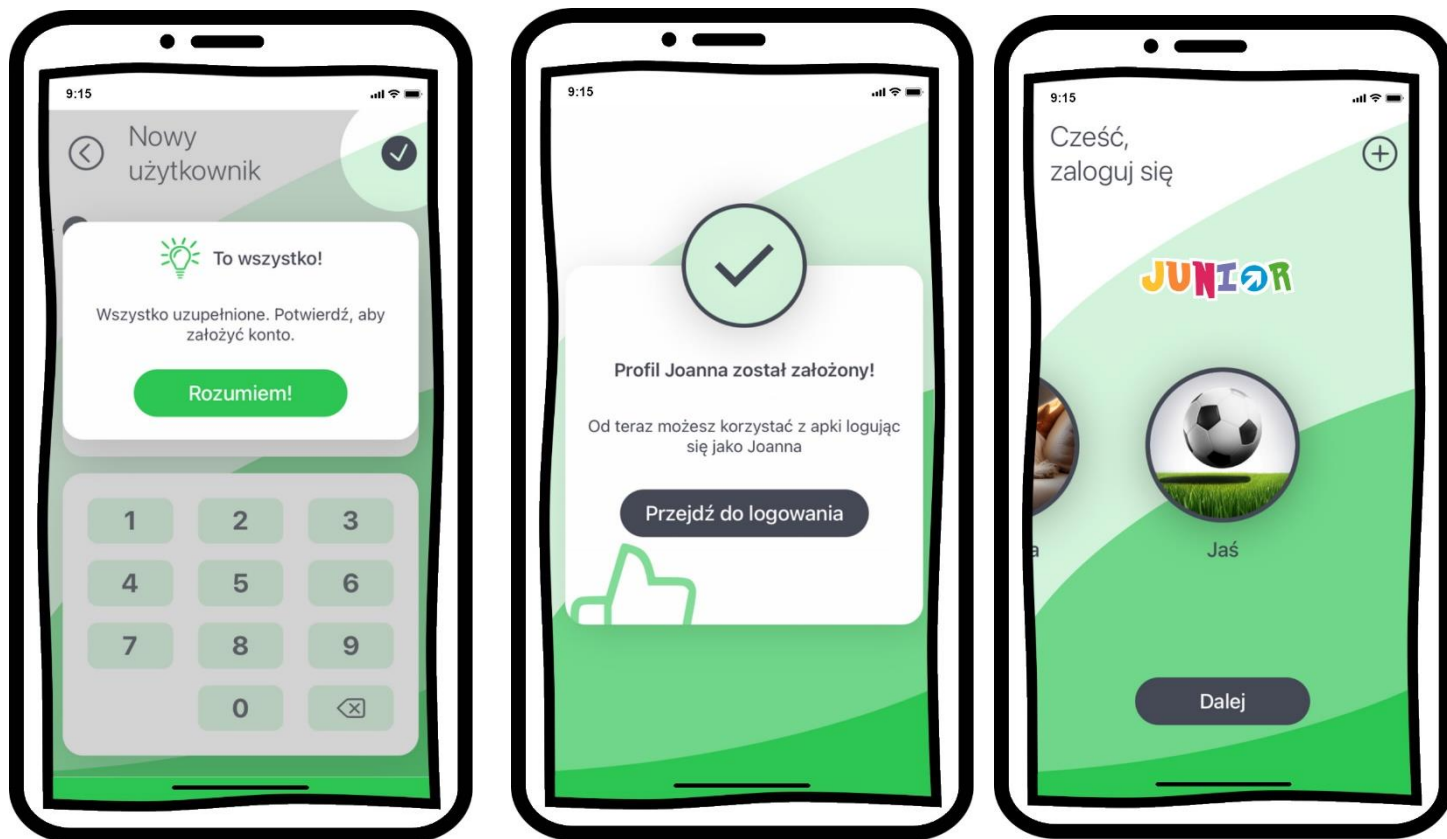 9:15
Nowy
użytkownik
To wszystko!
Wszystko uzupełnione. Potwierdź, aby
założyć konto.
Rozumiem!
1 2 3
4 5 6
7 8 9
0
9:15
Profil Joanna został założony!
Od teraz możesz korzystać z apki logując
się jako Joanna
Przejdź do logowania
9:15
Cześć,
zaloguj się
JUNIOR
a
Jaś
Dalej